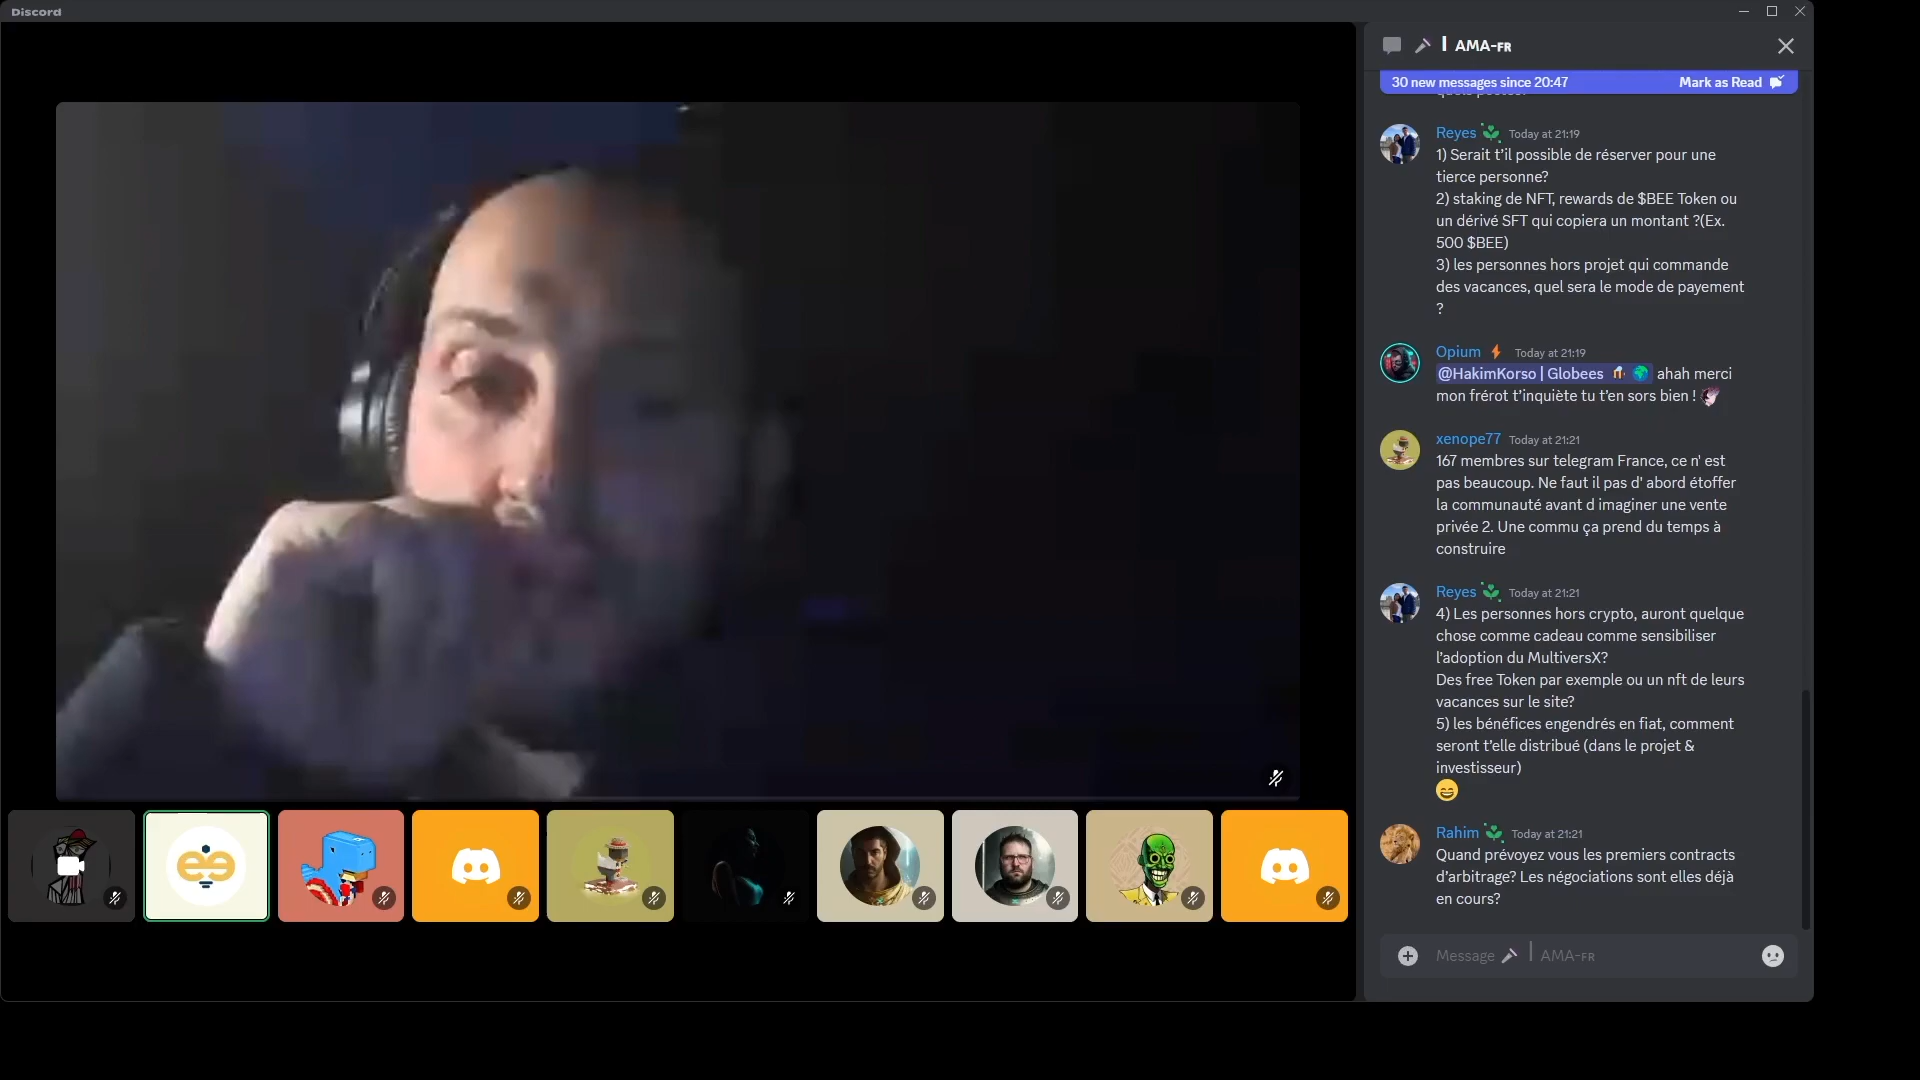 Discord
AMA-FR
30 new messages since 20:47
Mark as Read
Reyes Today at 21:19
1) Serait t'il possible de réserver pour une
tierce personne?
2) staking de NFT, rewards de $BEE Token ou
un dérivé SFT qui copiera un montant ?(Ex.
500 $BEE)
3) les personnes hors projet qui commande
des vacances, quel sera le mode de payement
?
Opium Today at 21:19
@HakimKorso | Globees ahah merci
mon frérot t'inquiète tu t'en sors bien !
xenope77 Today at 21:21
167 membres sur telegram France, ce n' est
pas beaucoup. Ne faut il pas d' abord étoffer
la communauté avant d imaginer une vente
privée 2. Une commu ça prend du temps à
construire
Reyes Today at 21:21
4) Les personnes hors crypto, auront quelque
chose comme cadeau comme sensibiliser
l'adoption du MultiversX?
Des free Token par exemple ou un nft de leurs
vacances sur le site?
5) les bénéfices engendrés en fiat, comment
seront t'elle distribué (dans le projet &
investisseur)
Rahim Today at 21:21
Quand prévoyez vous les premiers contracts
d'arbitrage? Les négociations sont elles déjà
en cours?
Message AMA-FR